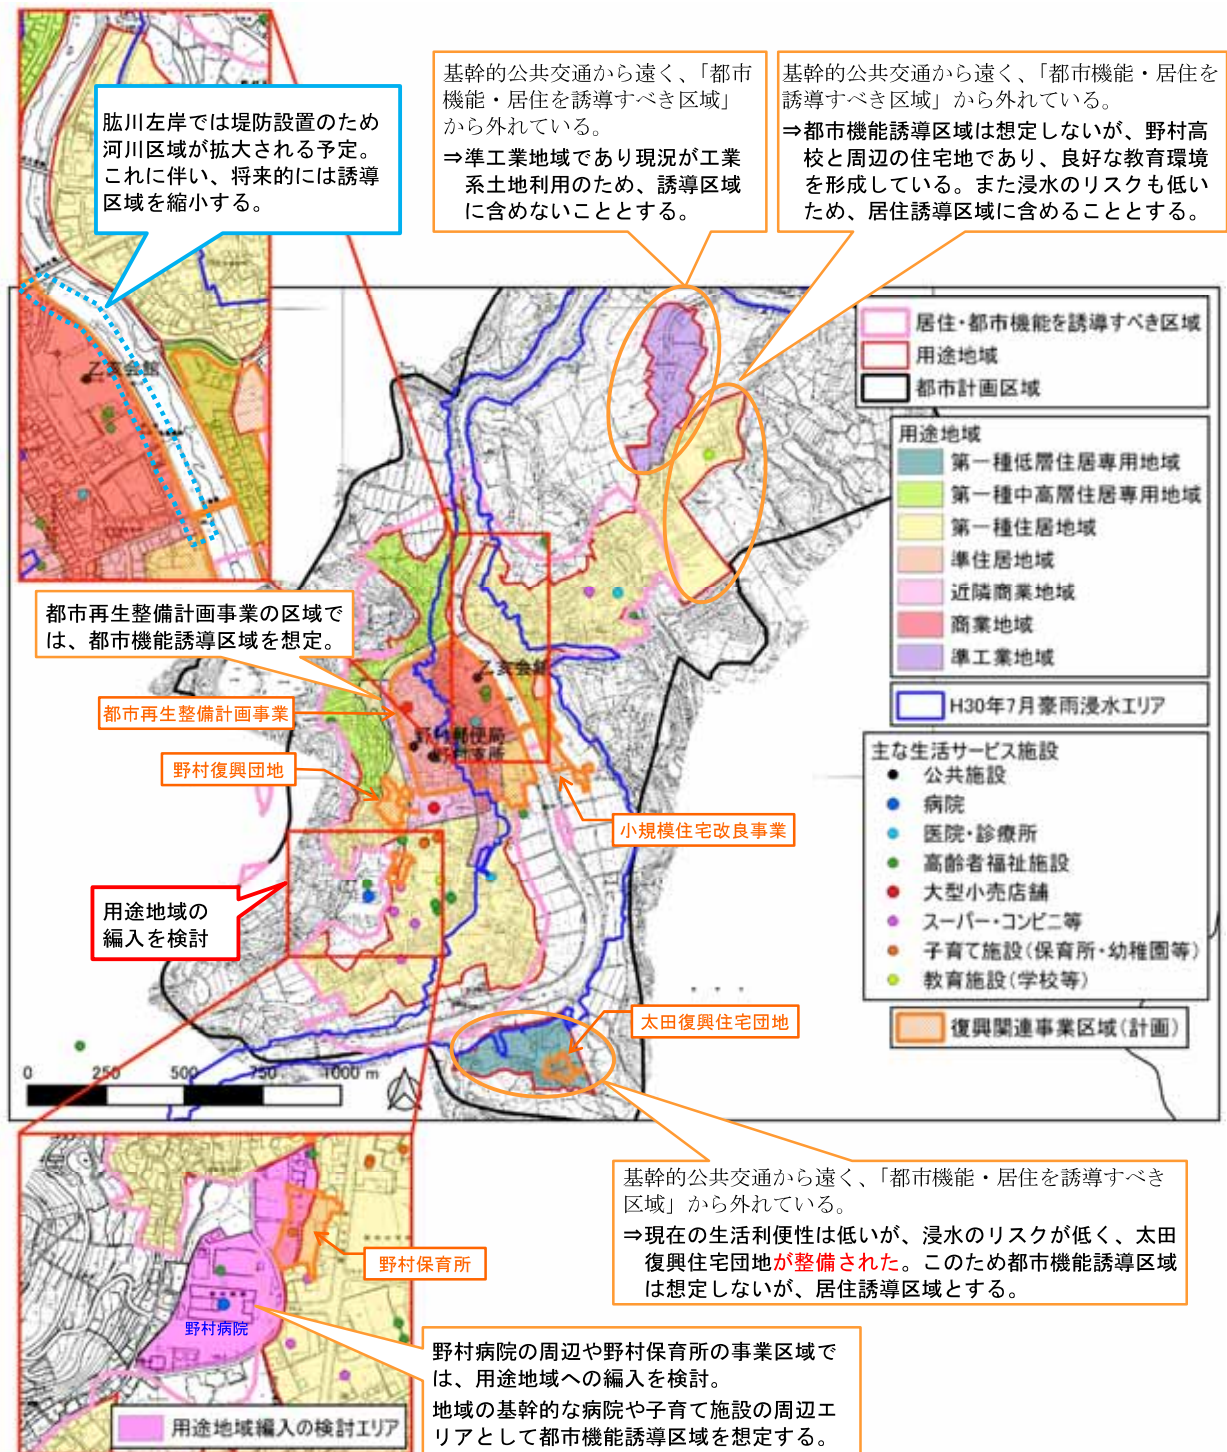 肱川左岸では堤防設置のため
河川区域が拡大される予定。
これに伴い、将来的には誘導
区域を縮小する。
基幹的公共交通から遠く、「都市
機能・居住を誘導すべき区域」
から外れている。
⇒準工業地域であり現況が工業
系土地利用のため、誘導区域
に含めないこととする。
基幹的公共交通から遠く、「都市機能・居住を
誘導すべき区域」から外れている。
⇒都市機能誘導区域は想定しないが、野村高
校と周辺の住宅地であり、良好な教育環境
を形成している。また浸水のリスクも低い
ため、居住誘導区域に含めることとする。
乙亥会館
居住・都市機能を誘導すべき区域
用途地域
都市計画区域
用途地域
第一種低層住居専用地域
第一種中高層住居専用地域
第一種住居地域
準住居地域
近隣商業地域
商業地域
準工業地域
H30年7月豪雨浸水エリア
主な生活サービス施設
公共施設
病院
医院・診療所
高齢者福祉施設
大型小売店舗
スーパー・コンビニ等
子育て施設(保育所・幼稚園等)
教育施設(学校等)
復興関連事業区域(計画)
都市再生整備計画事業の区域で
は、都市機能誘導区域を想定。
都市再生整備計画事業
乙亥会館
野村郵便局
野村支所
野村復興団地
小規模住宅改良事業
用途地域の
編入を検討
太田復興住宅団地
0 250 500 750 1000 m
基幹的公共交通から遠く、「都市機能・居住を誘導すべき
区域」から外れている。
⇒現在の生活利便性は低いが、浸水のリスクが低く、太田
復興住宅団地が整備された。このため都市機能誘導区域
は想定しないが、居住誘導区域とする。
野村保育所
野村病院
用途地域編入の検討エリア
野村病院の周辺や野村保育所の事業区域で
は、用途地域への編入を検討。
地域の基幹的な病院や子育て施設の周辺エ
リアとして都市機能誘導区域を想定する。